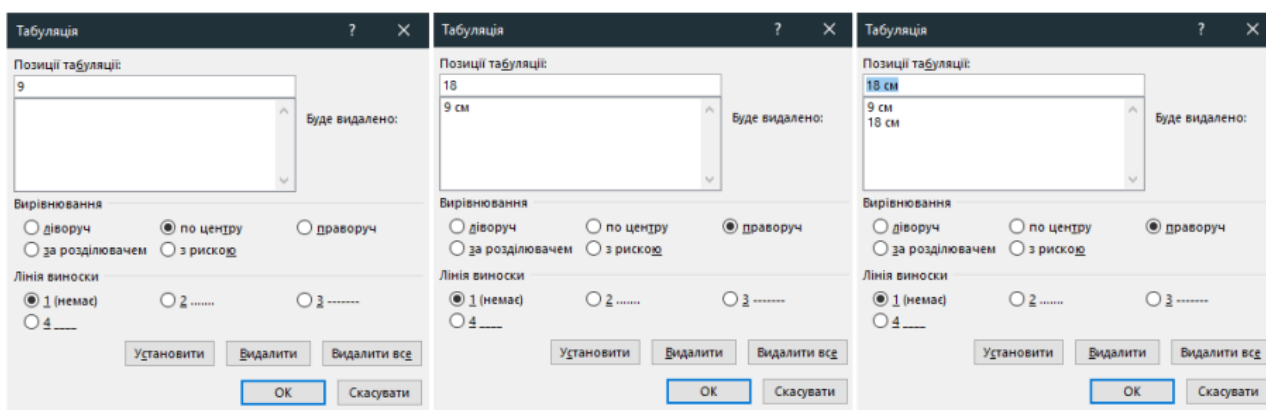 Табуляція ? ×
Позиції табуляції:
9
Буде видалено:
Вирівнювання
ліворуч по центру праворуч
за розділювачем з рискою
Лінія виноски
1 (немає) 2 ....... 3 -------
4 ____
Установити Видалити Видалити все
ОК Скасувати
Табуляція ? ×
Позиції табуляції:
18
9 см
Буде видалено:
Вирівнювання
ліворуч по центру праворуч
за розділювачем з рискою
Лінія виноски
1 (немає) 2 ....... 3 -------
4 ____
Установити Видалити Видалити все
ОК Скасувати
Табуляція ? ×
Позиції табуляції:
18 см
9 см
18 см
Буде видалено:
Вирівнювання
ліворуч по центру праворуч
за розділювачем з рискою
Лінія виноски
1 (немає) 2 ....... 3 -------
4 ____
Установити Видалити Видалити все
ОК Скасувати